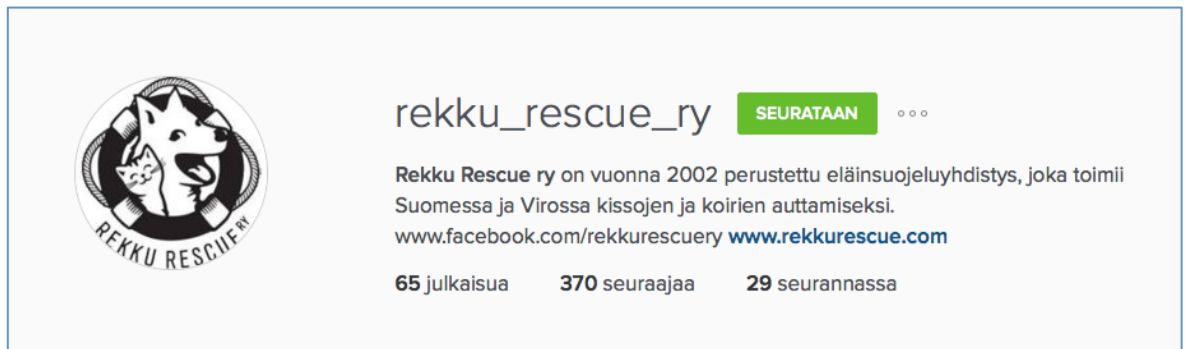 rekku_rescue_ry SEURATAAN
Rekku Rescue ry on vuonna 2002 perustettu eläinsuojeluyhdistys, joka toimii
Suomessa ja Virossa kissojen ja koirien auttamiseksi.
www.facebook.com/rekkurescuery www.rekkurescue.com
65 julkaisua 370 seuraajaa 29 seurannassa
REKKU RESCUE RY